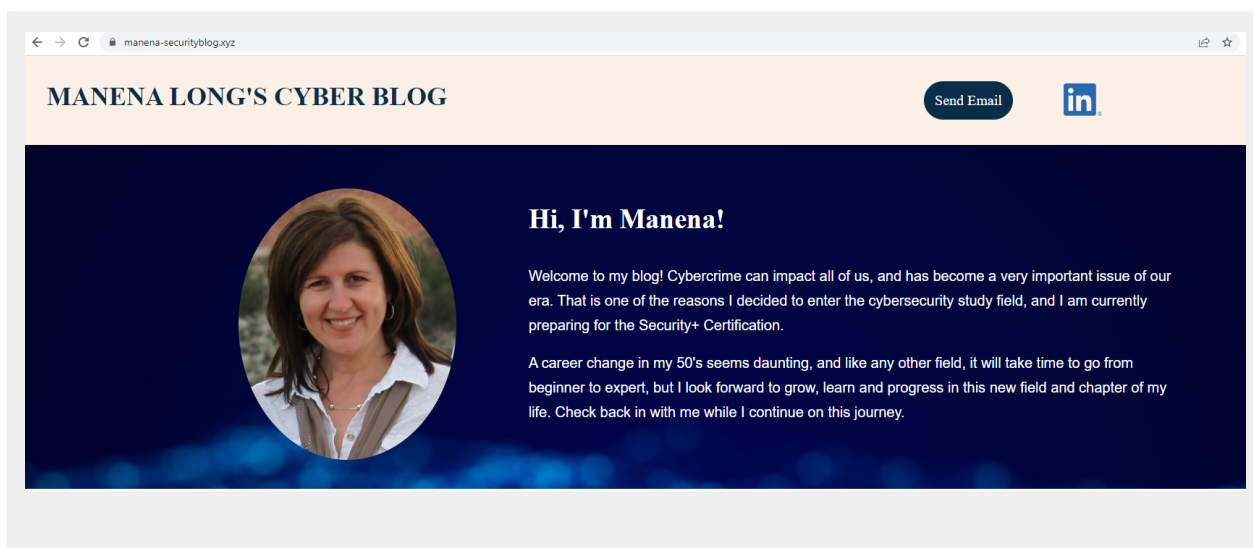 manena-securityblog.xyz
MANENA LONG'S CYBER BLOG
Send Email
in
Hi, I'm Manena!
Welcome to my blog! Cybercrime can impact all of us, and has become a very important issue of our
era. That is one of the reasons I decided to enter the cybersecurity study field, and I am currently
preparing for the Security+ Certification.
A career change in my 50's seems daunting, and like any other field, it will take time to go from
beginner to expert, but I look forward to grow, learn and progress in this new field and chapter of my
life. Check back in with me while I continue on this journey.